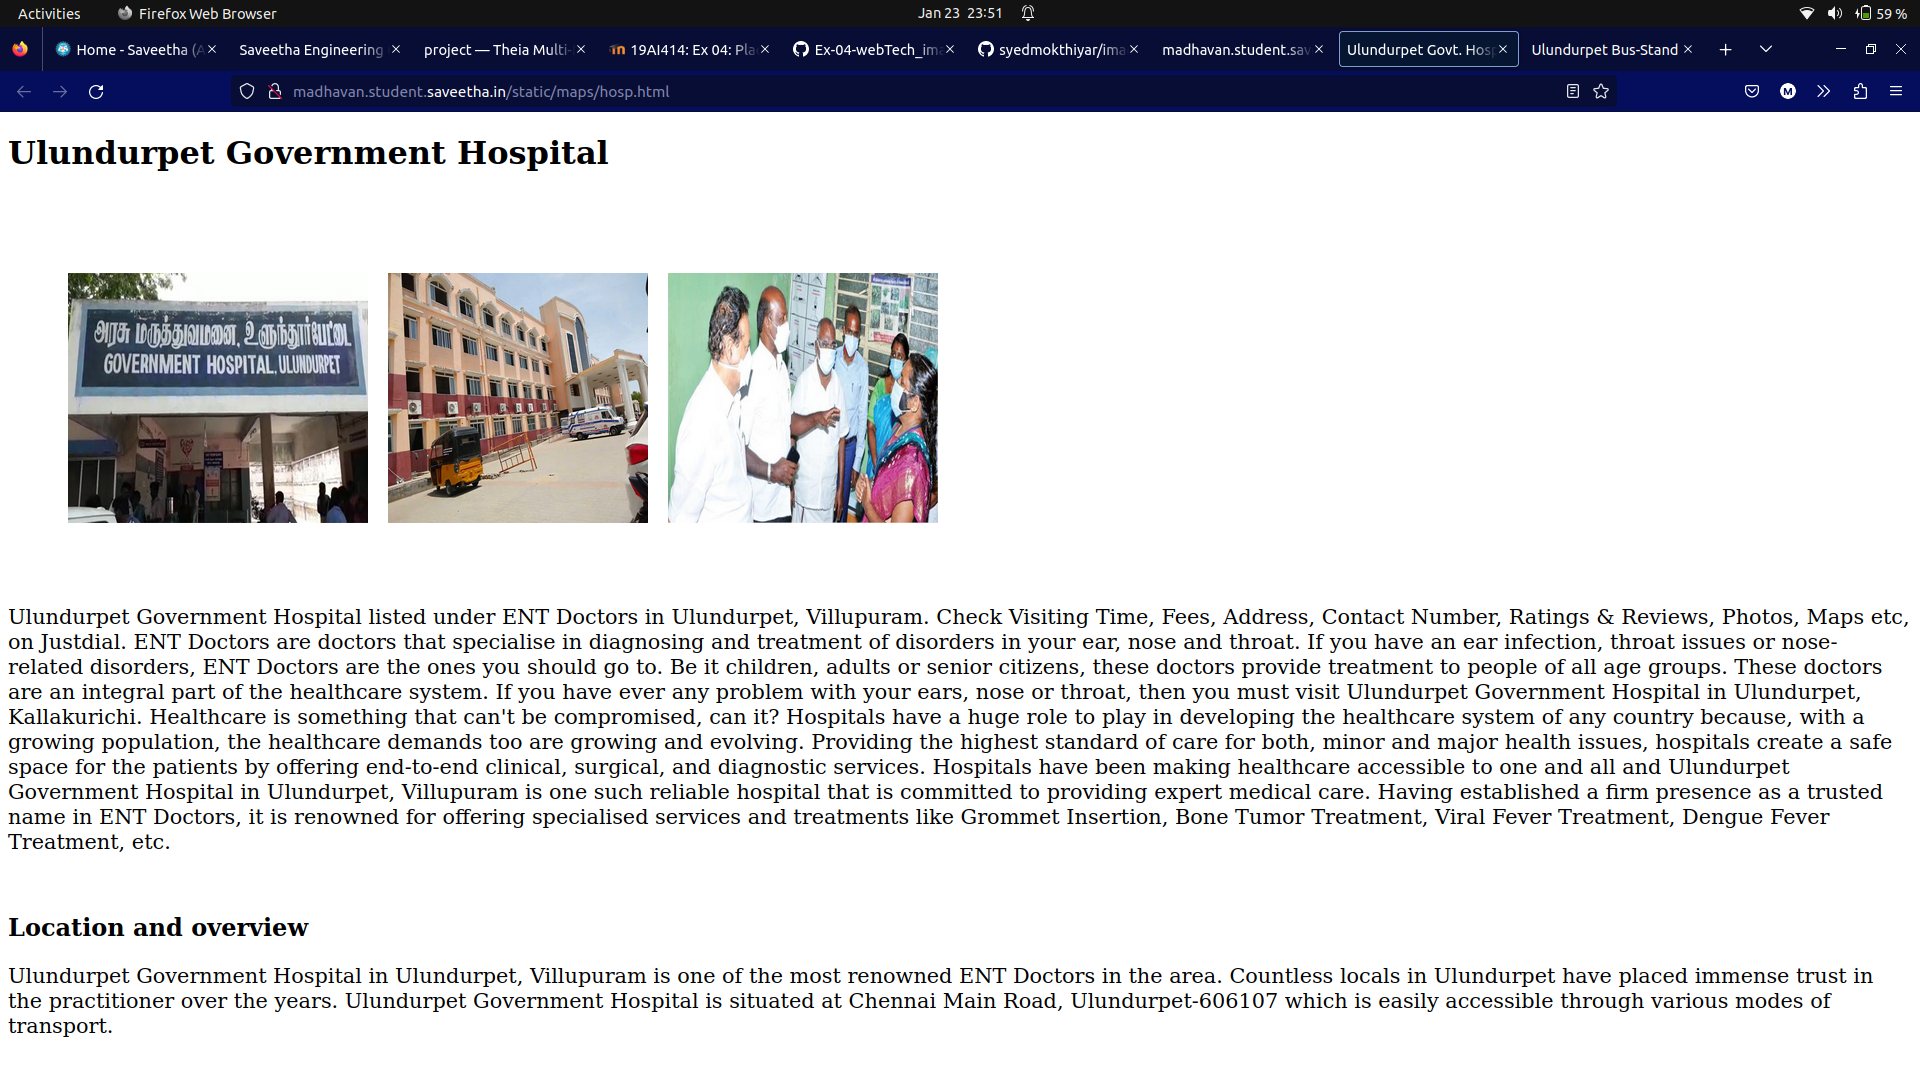 Activities Firefox Web Browser Jan 23 23:51 59 %
Home - Saveetha (A Saveetha Engineering project — Theia Multi- 19AI414: Ex 04: Pla Ex-04-webTech_ima syedmokthiyar/ima madhavan.student.sav Ulundurpet Govt. Hosp Ulundurpet Bus-Stand
madhavan.student.saveetha.in/static/maps/hosp.html M
Ulundurpet Government Hospital
அரசு மருத்துவமனை, உளுந்தூர்பேட்டை
GOVERNMENT HOSPITAL, ULUNDURPET
Ulundurpet Government Hospital listed under ENT Doctors in Ulundurpet, Villupuram. Check Visiting Time, Fees, Address, Contact Number, Ratings & Reviews, Photos, Maps etc,
on Justdial. ENT Doctors are doctors that specialise in diagnosing and treatment of disorders in your ear, nose and throat. If you have an ear infection, throat issues or nose-
related disorders, ENT Doctors are the ones you should go to. Be it children, adults or senior citizens, these doctors provide treatment to people of all age groups. These doctors
are an integral part of the healthcare system. If you have ever any problem with your ears, nose or throat, then you must visit Ulundurpet Government Hospital in Ulundurpet,
Kallakurichi. Healthcare is something that can't be compromised, can it? Hospitals have a huge role to play in developing the healthcare system of any country because, with a
growing population, the healthcare demands too are growing and evolving. Providing the highest standard of care for both, minor and major health issues, hospitals create a safe
space for the patients by offering end-to-end clinical, surgical, and diagnostic services. Hospitals have been making healthcare accessible to one and all and Ulundurpet
Government Hospital in Ulundurpet, Villupuram is one such reliable hospital that is committed to providing expert medical care. Having established a firm presence as a trusted
name in ENT Doctors, it is renowned for offering specialised services and treatments like Grommet Insertion, Bone Tumor Treatment, Viral Fever Treatment, Dengue Fever
Treatment, etc.
Location and overview
Ulundurpet Government Hospital in Ulundurpet, Villupuram is one of the most renowned ENT Doctors in the area. Countless locals in Ulundurpet have placed immense trust in
the practitioner over the years. Ulundurpet Government Hospital is situated at Chennai Main Road, Ulundurpet-606107 which is easily accessible through various modes of
transport.